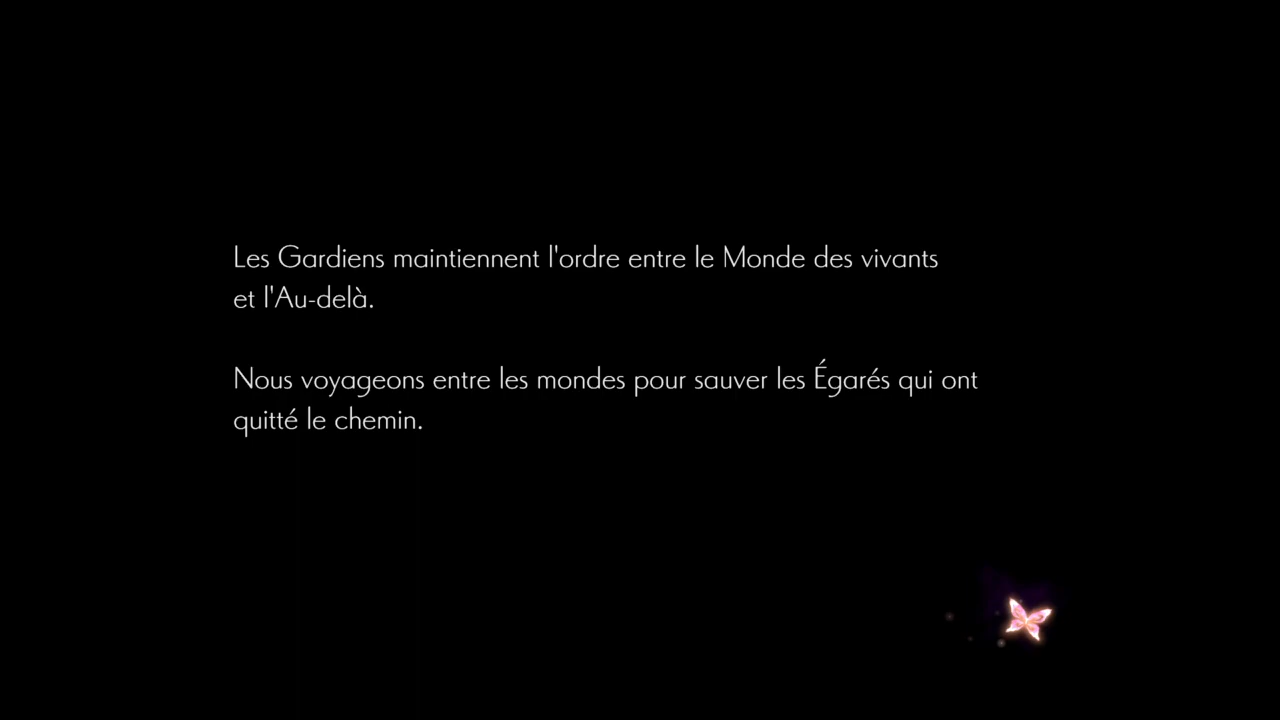 Les Gardiens maintiennent l'ordre entre le Monde des vivants
et l'Au-delà.
Nous voyageons entre les mondes pour sauver les Égarés qui ont
quitté le chemin.